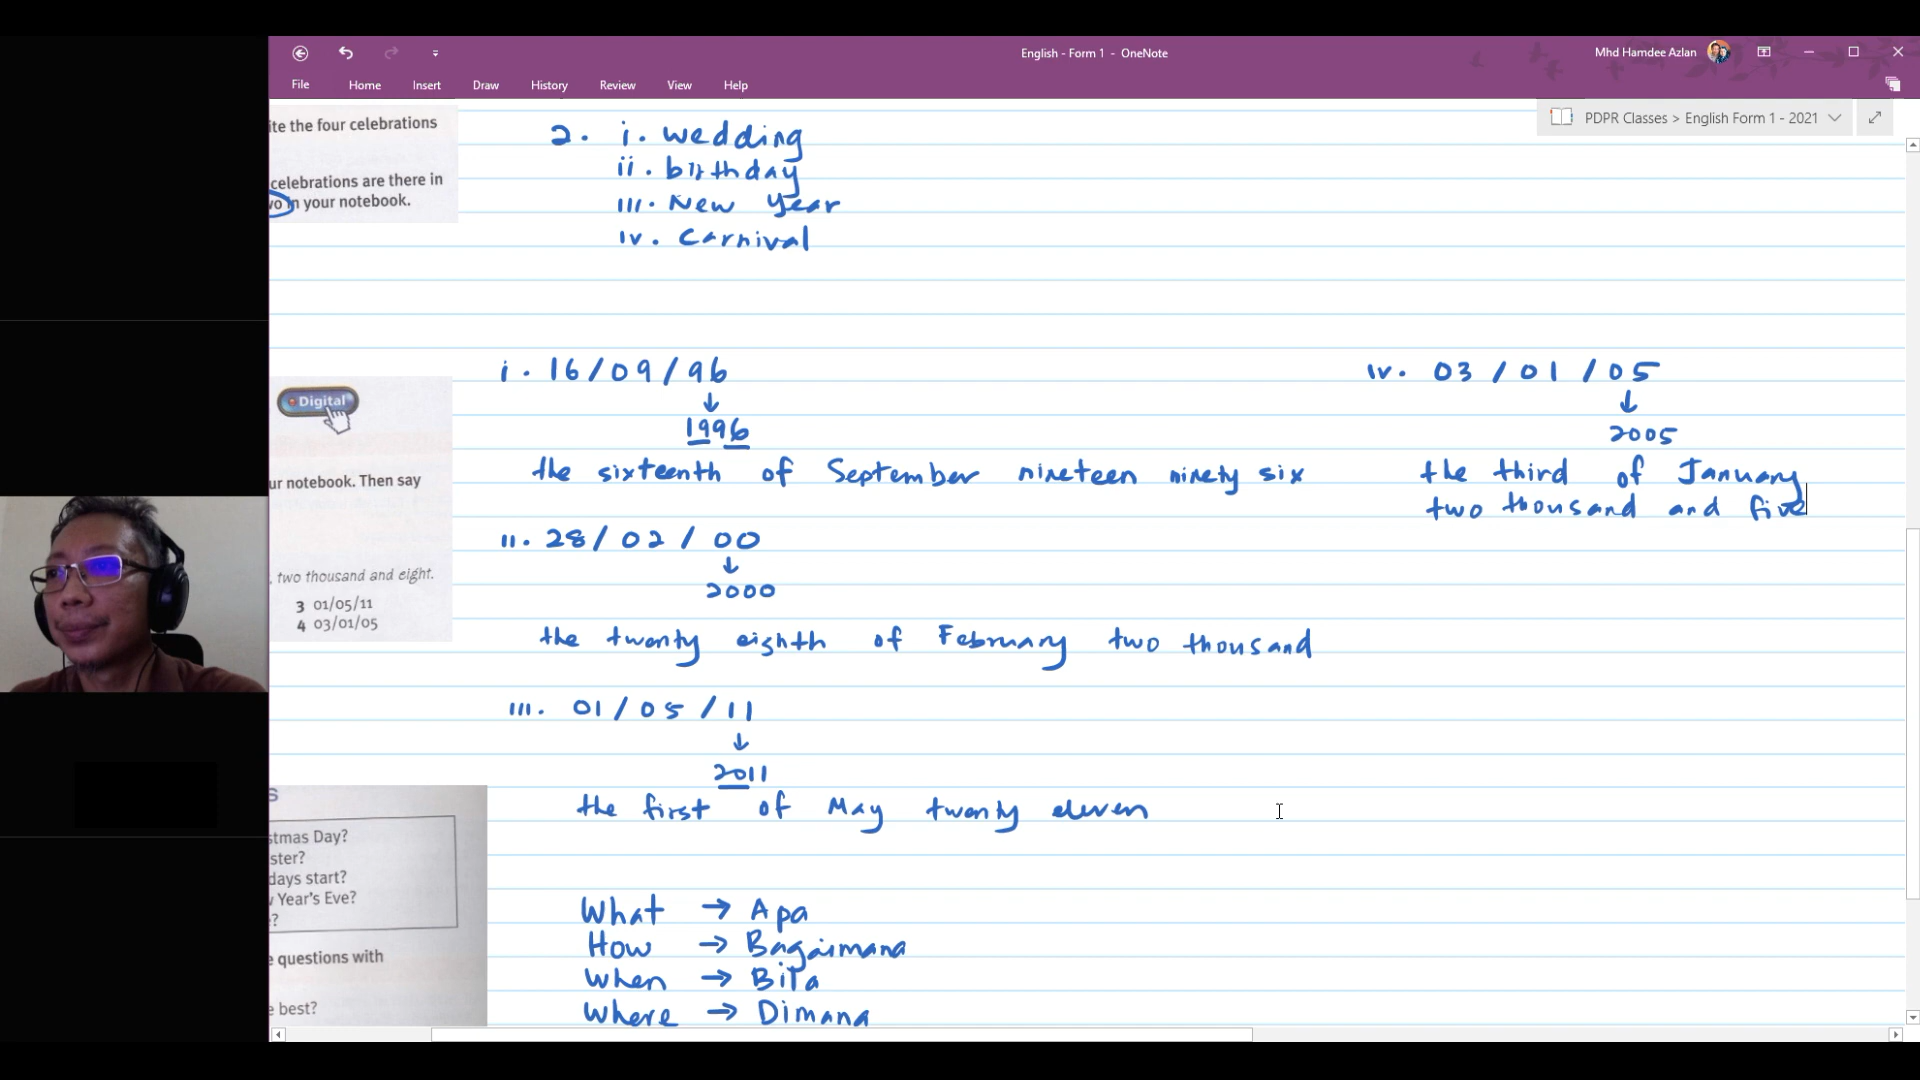 English - Form 1 - OneNote
Mhd Hamdee Azlan
File Home Insert Draw History Review View Help
PDPR Classes > English Form 1 - 2021
ite the four celebrations
celebrations are there in
vo in your notebook.
2. i. wedding
ii. birthday
iii. New Year
iv. Carnival
Digital
ur notebook. Then say
two thousand and eight.
3 01/05/11
4 03/01/05
i. 16/09/96
↓
1996
the sixteenth of September nineteen ninety six
ii. 28/02/00
↓
2000
the twenty eighth of February two thousand
iii. 01/05/11
↓
2011
the first of May twenty eleven
iv. 03/01/05
↓
2005
the third of January
two thousand and five
S
stmas Day?
ster?
days start?
Year's Eve?
?
e questions with
e best?
What → Apa
How → Bagaimana
When → Bila
Where → Dimana